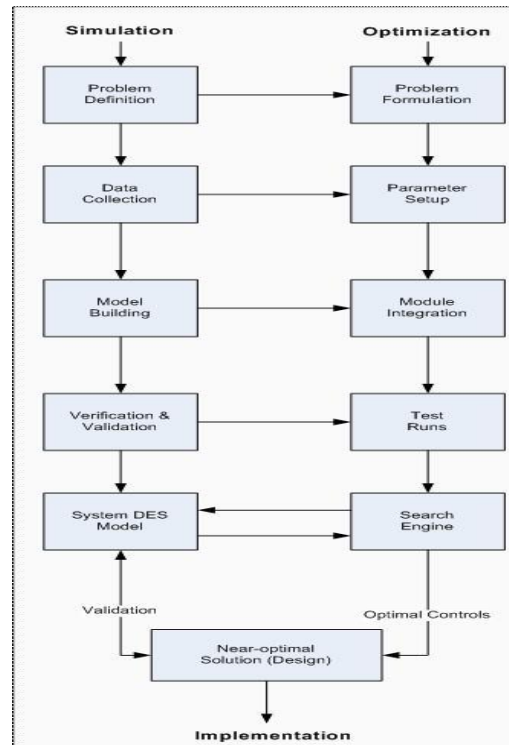 Simulation
Optimization
Problem
Definition
Problem
Formulation
Data
Collection
Parameter
Setup
Model
Building
Module
Integration
Verification &
Validation
Test
Runs
System DES
Model
Search
Engine
Validation
Optimal Controls
Near-optimal
Solution (Design)
Implementation